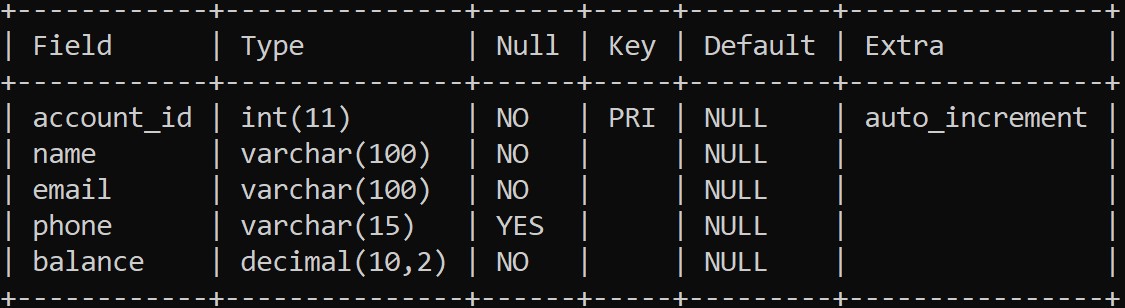 +------------+---------------+------+-----+---------+----------------+
| Field      | Type          | Null | Key | Default | Extra          |
+------------+---------------+------+-----+---------+----------------+
| account_id | int(11)       | NO   | PRI | NULL    | auto_increment |
| name       | varchar(100)  | NO   |     | NULL    |                |
| email      | varchar(100)  | NO   |     | NULL    |                |
| phone      | varchar(15)   | YES  |     | NULL    |                |
| balance    | decimal(10,2) | NO   |     | NULL    |                |
+------------+---------------+------+-----+---------+----------------+